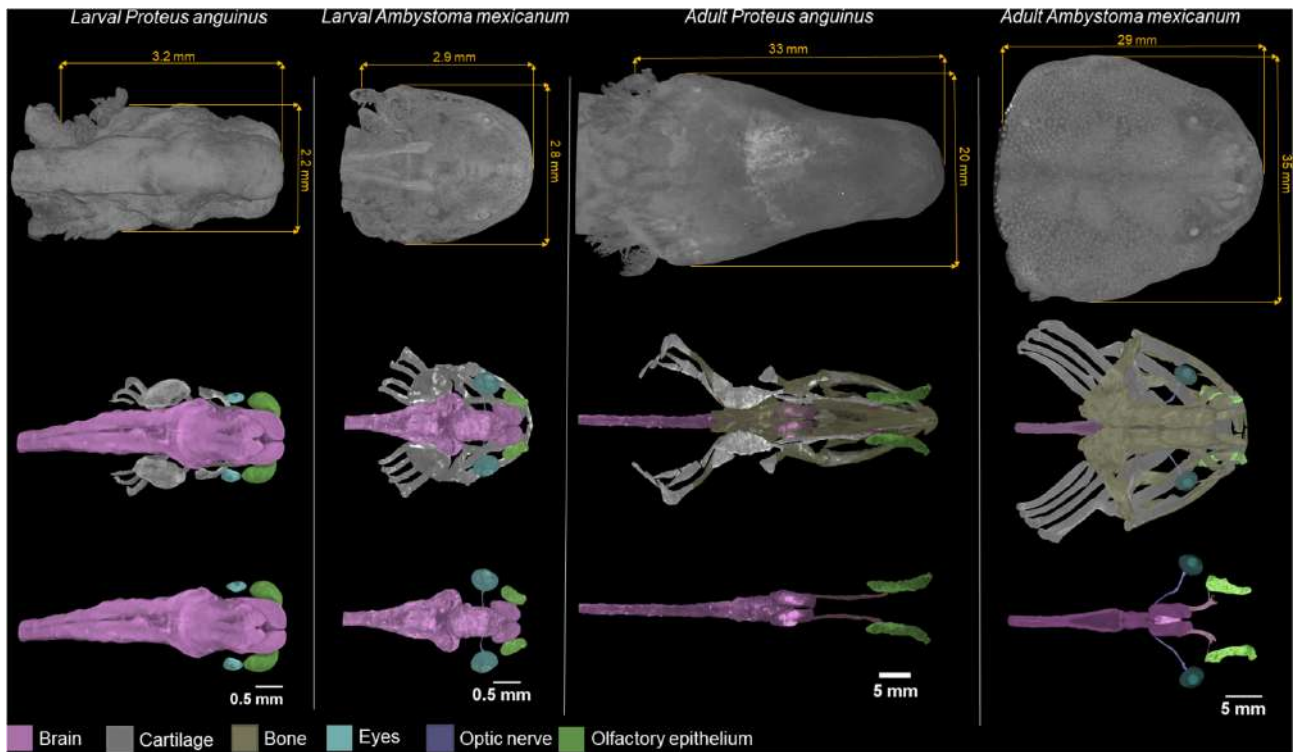 Larval Proteus anguinus
Larval Ambystoma mexicanum
Adult Proteus anguinus
Adult Ambystoma mexicanum
3.2 mm
2.2 mm
2.9 mm
2.8 mm
33 mm
20 mm
29 mm
35 mm
0.5 mm
0.5 mm
5 mm
5 mm
Brain
Cartilage
Bone
Eyes
Optic nerve
Olfactory epithelium